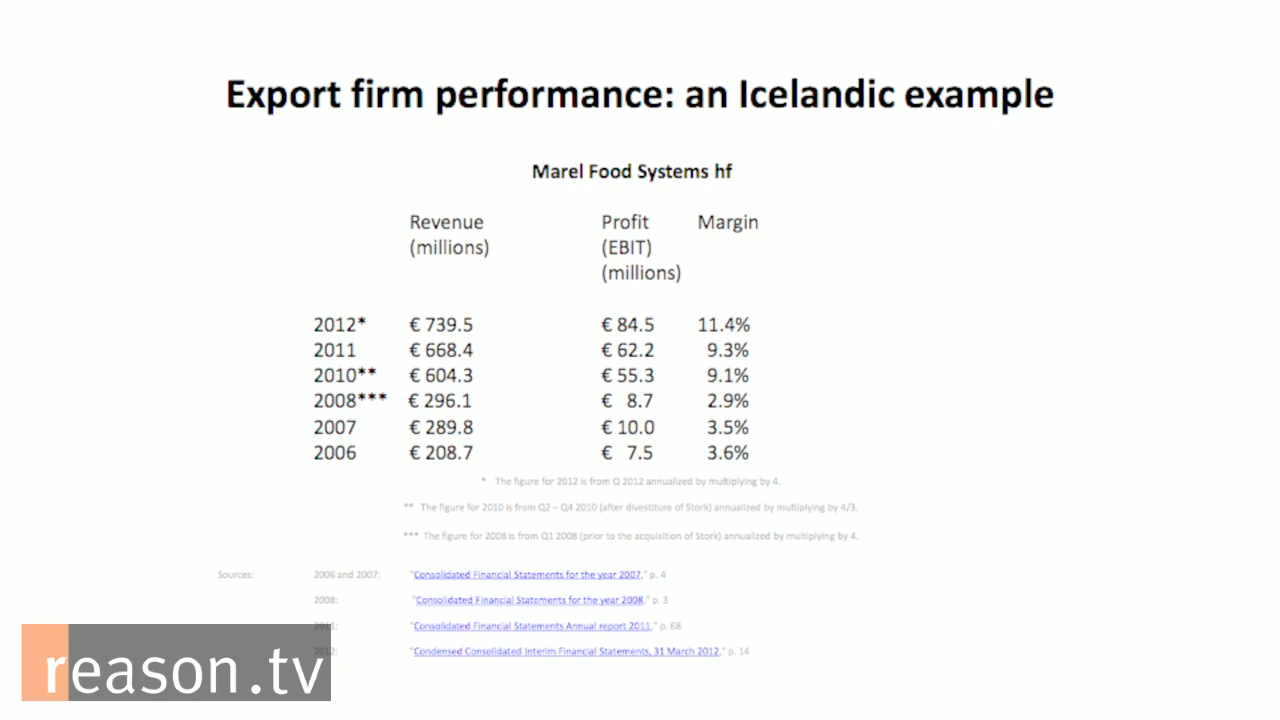 Export firm performance: an Icelandic example
Marel Food Systems hf
Revenue (millions) Profit (EBIT) (millions) Margin
2012* € 739.5 € 84.5 11.4%
2011 € 668.4 € 62.2 9.3%
2010** € 604.3 € 55.3 9.1%
2008*** € 296.1 € 8.7 2.9%
2007 € 289.8 € 10.0 3.5%
2006 € 208.7 € 7.5 3.6%
* The figure for 2012 is from Q 2012 annualized by multiplying by 4.
** The figure for 2010 is from Q2 – Q4 2010 (after divestiture of Stork) annualized by multiplying by 4/3.
*** The figure for 2008 is from Q1 2008 (prior to the acquisition of Stork) annualized by multiplying by 4.
Sources: 2006 and 2007: "Consolidated Financial Statements for the year 2007," p. 4
2008: "Consolidated Financial Statements for the year 2008," p. 3
2011: "Consolidated Financial Statements Annual report 2011," p. 68
2012: "Condensed Consolidated Interim Financial Statements, 31 March 2012," p. 14
reason.tv